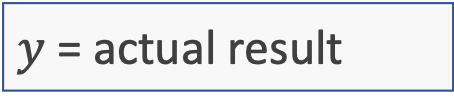 y = actual result